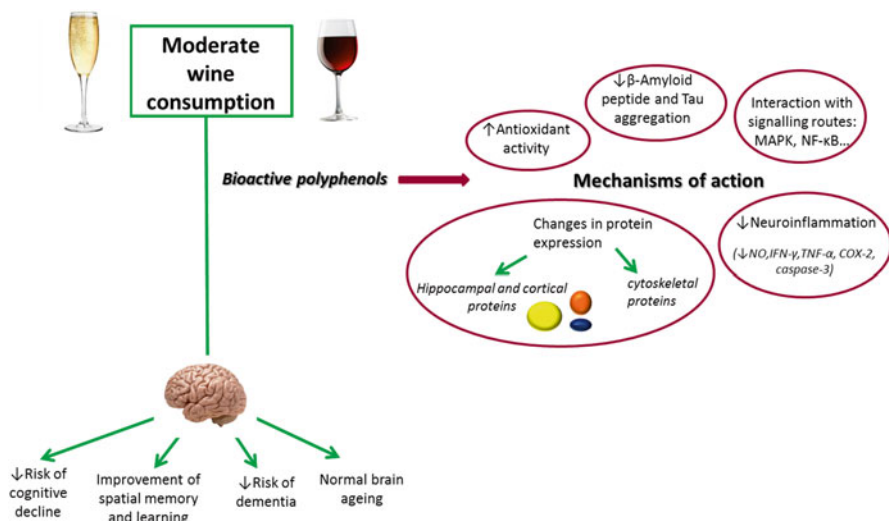 Moderate
wine
consumption
↓β-Amyloid
peptide and Tau
aggregation
Interaction with
signalling routes:
MAPK, NF-κB...
↑Antioxidant
activity
Bioactive polyphenols
Mechanisms of action
Changes in protein
expression
Hippocampal and cortical
proteins
cytoskeletal
proteins
↓Neuroinflammation
(↓NO,IFN-γ,TNF-α, COX-2,
caspase-3)
↓Risk of
cognitive
decline
Improvement of
spatial memory
and learning
↓Risk of
dementia
Normal brain
ageing